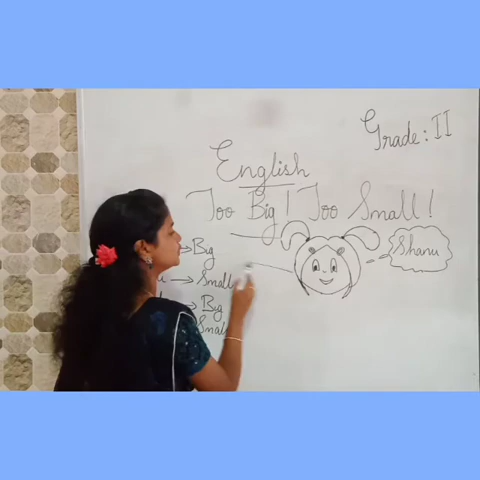 Grade : II
English
Too Big! Too Small!
Shanu
→ Big
→ Small
→ Big
Small